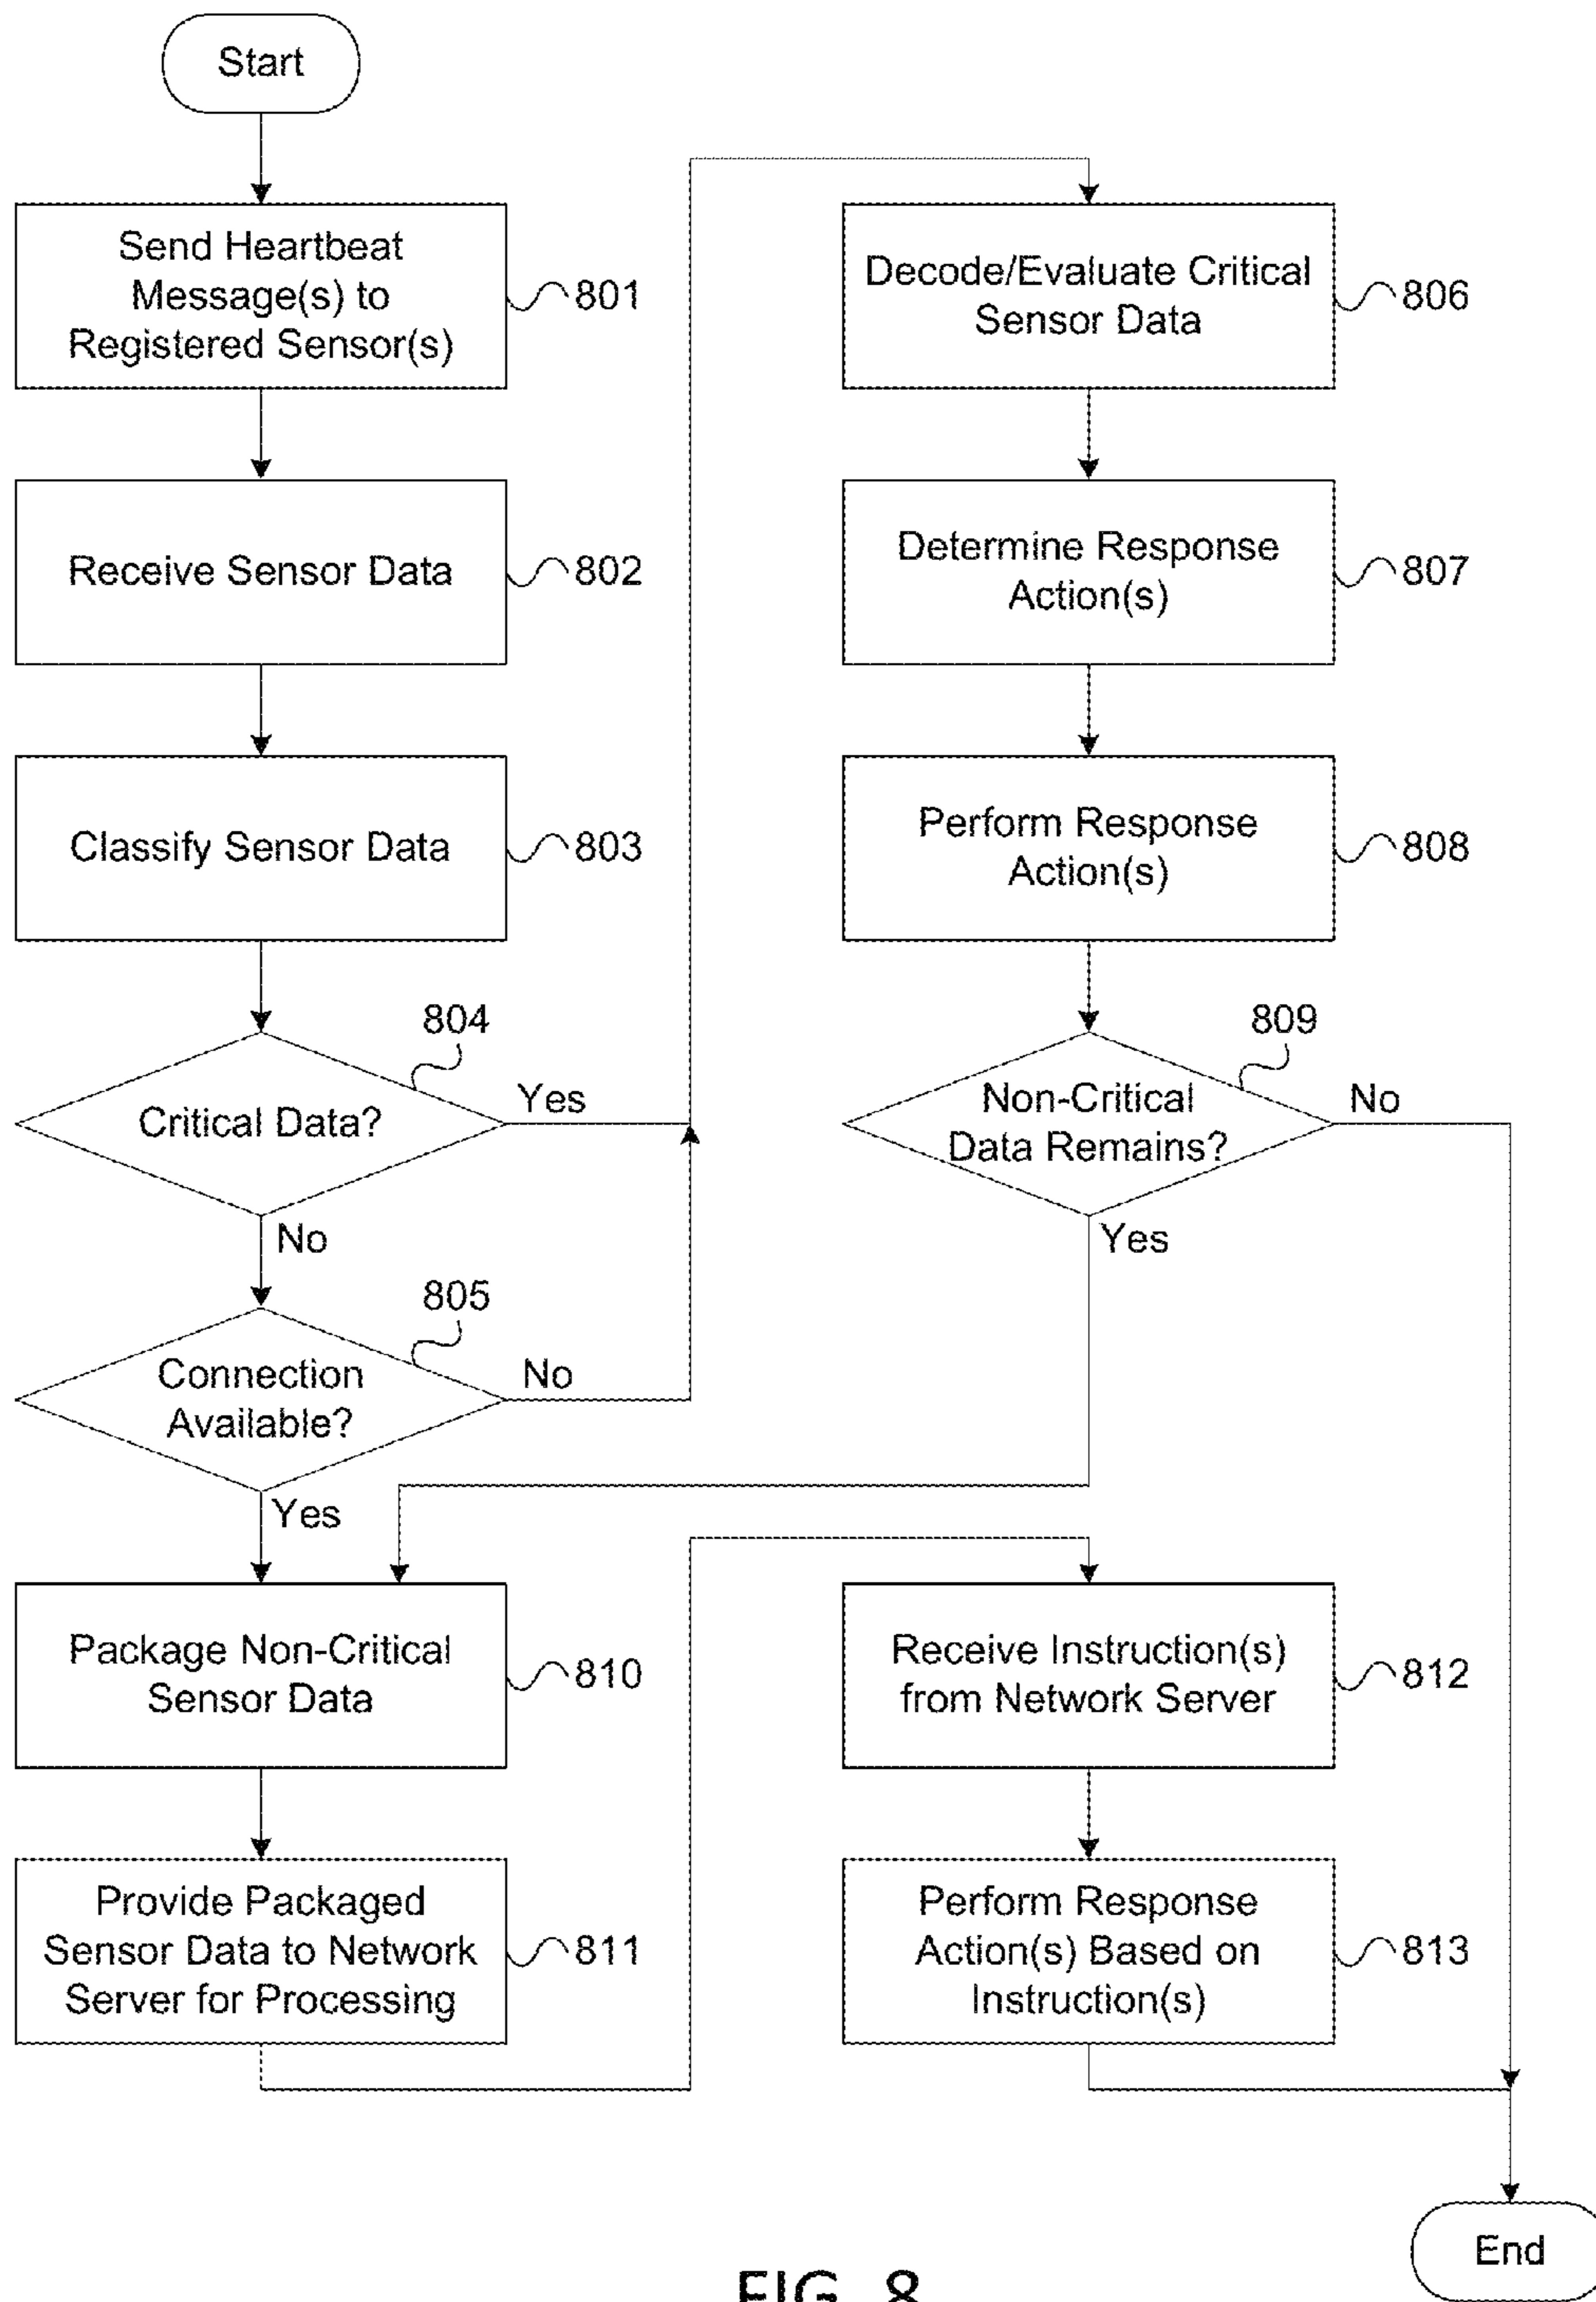 Start
Send Heartbeat
Message(s) to
Registered Sensor(s)
801
Receive Sensor Data
802
Classify Sensor Data
803
804
Critical Data?
Yes
No
805
Connection
Available?
No
Yes
Decode/Evaluate Critical
Sensor Data
806
Determine Response
Action(s)
807
Perform Response
Action(s)
808
809
Non-Critical
Data Remains?
No
Yes
Package Non-Critical
Sensor Data
810
Provide Packaged
Sensor Data to Network
Server for Processing
811
Receive Instruction(s)
from Network Server
812
Perform Response
Action(s) Based on
Instruction(s)
813
End
FIG. 8